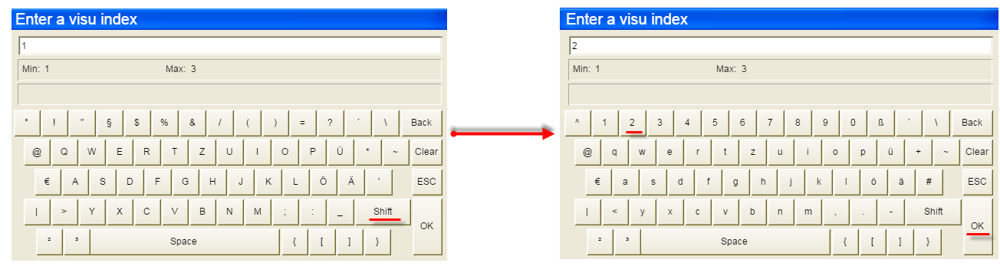 Enter a visu index
1
Min: 1 Max: 3
° ! " § $ % & / ( ) = ? ´ \ Back
@ Q W E R T Z U I O P Ü * ~ Clear
€ A S D F G H J K L Ö Ä ' ESC
| > Y X C V B N M ; : _ Shift
OK
² ³ Space { [ ] }
Enter a visu index
2
Min: 1 Max: 3
^ 1 2 3 4 5 6 7 8 9 0 ß ´ \ Back
@ q w e r t z u i o p ü + ~ Clear
€ a s d f g h j k l ö ä # ESC
| < y x c v b n m , . - Shift
OK
² ³ Space { [ ] }